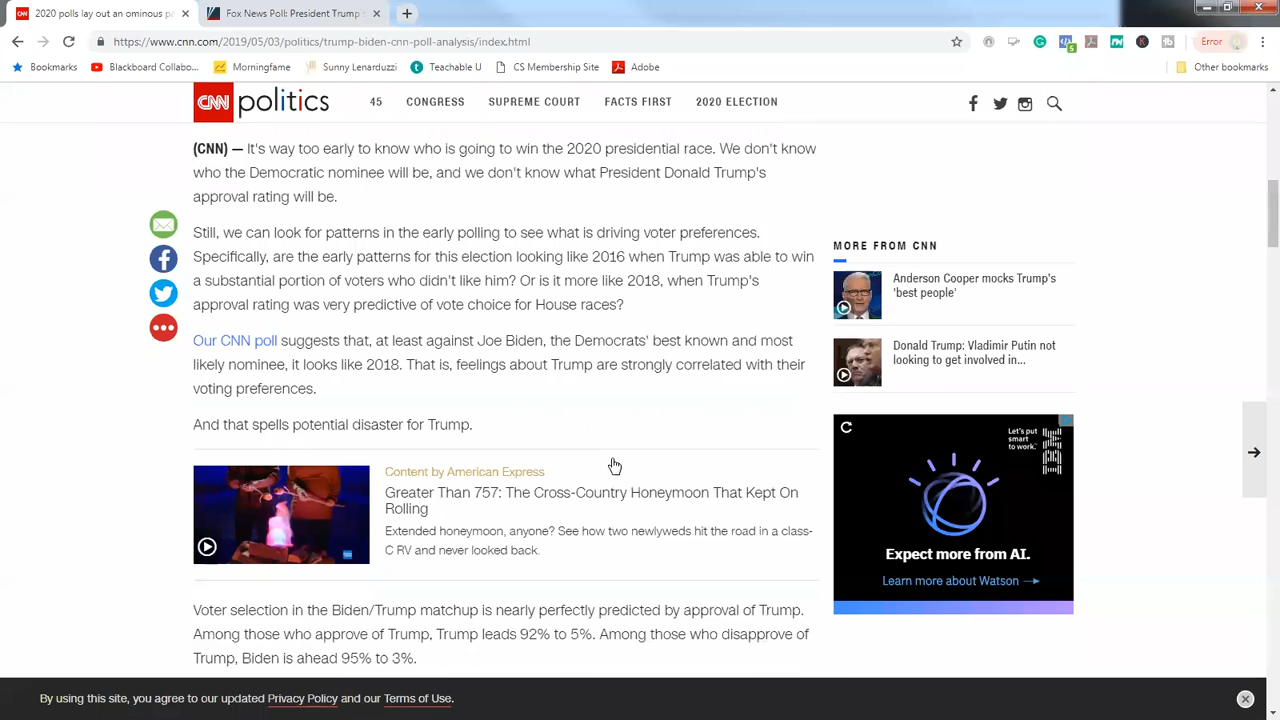 2020 polls lay out an ominous pa
Fox News Poll: President Trump
https://www.cnn.com/2019/05/03/politics/trump-biden-cnn-poll-analysis/index.html
5
Error
Bookmarks
Blackboard Collabo...
Morningfame
Sunny Lenarduzzi
Teachable U
CS Membership Site
Adobe
Other bookmarks
CNN politics
45 CONGRESS SUPREME COURT FACTS FIRST 2020 ELECTION
(CNN) — It's way too early to know who is going to win the 2020 presidential race. We don't know
who the Democratic nominee will be, and we don't know what President Donald Trump's
approval rating will be.
Still, we can look for patterns in the early polling to see what is driving voter preferences.
Specifically, are the early patterns for this election looking like 2016 when Trump was able to win
a substantial portion of voters who didn't like him? Or is it more like 2018, when Trump's
approval rating was very predictive of vote choice for House races?
Our CNN poll suggests that, at least against Joe Biden, the Democrats' best known and most
likely nominee, it looks like 2018. That is, feelings about Trump are strongly correlated with their
voting preferences.
And that spells potential disaster for Trump.
Content by American Express
Greater Than 757: The Cross-Country Honeymoon That Kept On
Rolling
Extended honeymoon, anyone? See how two newlyweds hit the road in a class-
C RV and never looked back.
Voter selection in the Biden/Trump matchup is nearly perfectly predicted by approval of Trump.
Among those who approve of Trump, Trump leads 92% to 5%. Among those who disapprove of
Trump, Biden is ahead 95% to 3%.
MORE FROM CNN
Anderson Cooper mocks Trump's
'best people'
Donald Trump: Vladimir Putin not
looking to get involved in...
Let's put
smart
to work.
IBM
Expect more from AI.
Learn more about Watson →
By using this site, you agree to our updated Privacy Policy and our Terms of Use.